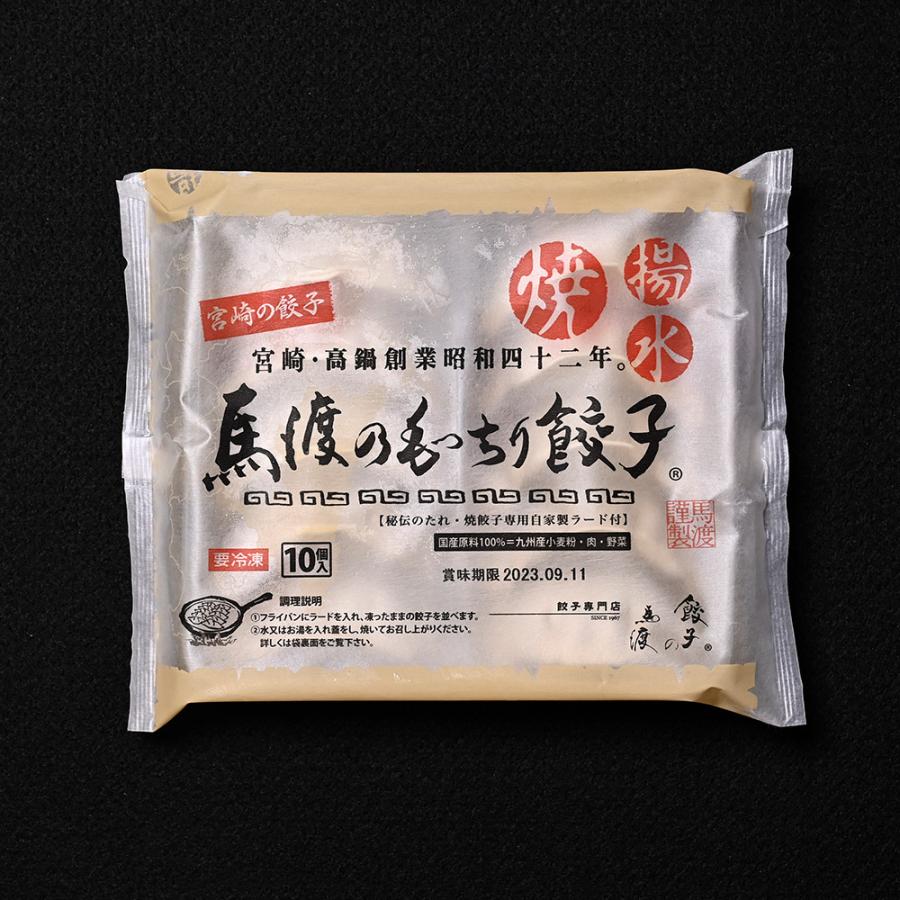 焼
揚
水
宮崎の餃子
宮崎・高鍋創業昭和四十二年。
馬渡のもっちり餃子®
【秘伝のたれ・焼餃子専用自家製ラード付】
国産原料100%=九州産小麦粉・肉・野菜
馬渡謹製
要冷凍
10個入
賞味期限 2023.09.11
調理説明
①フライパンにラードを入れ、凍ったままの餃子を並べます。
②水又はお湯を入れ蓋をし、焼いてお召し上がりください。
詳しくは袋裏面をご覧下さい。
餃子専門店
SINCE 1967
餃子の馬渡®